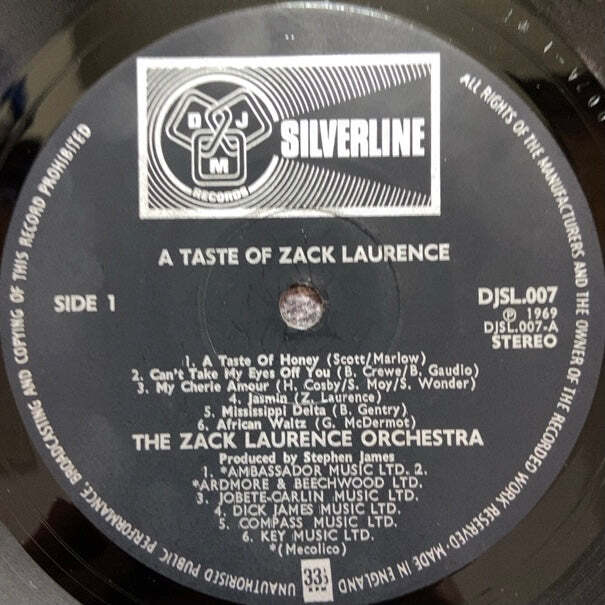 D J M
RECORDS
SILVERLINE
A TASTE OF ZACK LAURENCE
SIDE 1
DJSL.007
Ⓟ 1969
DJSL.007-A
STEREO
1. A Taste Of Honey (Scott/Marlow)
2. Can't Take My Eyes Off You (B. Crewe/B. Gaudio)
3. My Cherie Amour (H. Cosby/S. Moy/S. Wonder)
4. Jasmin (Z. Laurence)
5. Mississippi Delta (B. Gentry)
6. African Waltz (G. McDermot)
THE ZACK LAURENCE ORCHESTRA
Produced by Stephen James
1. *AMBASSADOR MUSIC LTD. 2.
*ARDMORE & BEECHWOOD LTD.
3. JOBETE-CARLIN MUSIC LTD.
4. DICK JAMES MUSIC LTD.
5. COMPASS MUSIC LTD.
6. KEY MUSIC LTD.
*(Mecolico)
33⅓
RPM
ALL RIGHTS OF THE MANUFACTURERS AND THE OWNER OF THE RECORDED WORK RESERVED·MADE IN ENGLAND
UNAUTHORISED PUBLIC PERFORMANCE, BROADCASTING AND COPYING OF THIS RECORD PROHIBITED